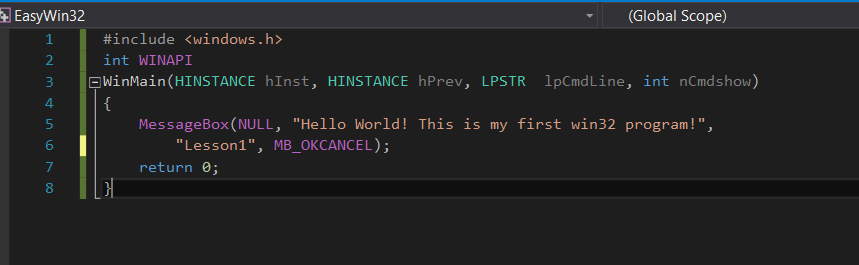 EasyWin32 (Global Scope)
1 #include <windows.h>
2 int WINAPI
3 WinMain(HINSTANCE hInst, HINSTANCE hPrev, LPSTR  lpCmdLine, int nCmdshow)
4 {
5     MessageBox(NULL, "Hello World! This is my first win32 program!",
6         "Lesson1", MB_OKCANCEL);
7     return 0;
8 }